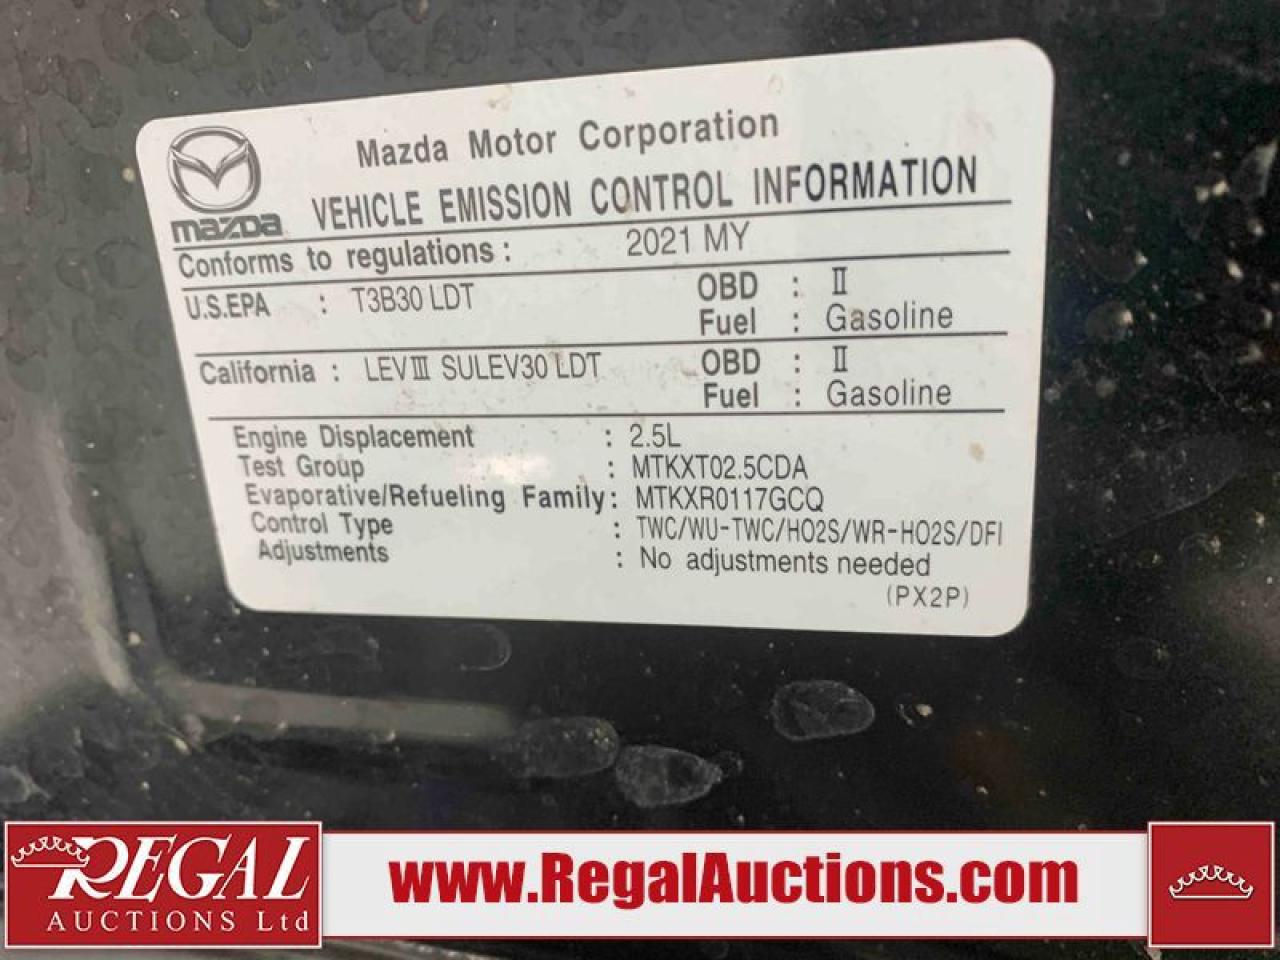 Mazda Motor Corporation
mazda VEHICLE EMISSION CONTROL INFORMATION
Conforms to regulations : 2021 MY
U.S.EPA : T3B30 LDT OBD : II
Fuel : Gasoline
California : LEV III SULEV30 LDT OBD : II
Fuel : Gasoline
Engine Displacement : 2.5L
Test Group : MTKXT02.5CDA
Evaporative/Refueling Family: MTKXR0117GCQ
Control Type : TWC/WU-TWC/HO2S/WR-HO2S/DFI
Adjustments : No adjustments needed
(PX2P)
REGAL
AUCTIONS Ltd
www.RegalAuctions.com